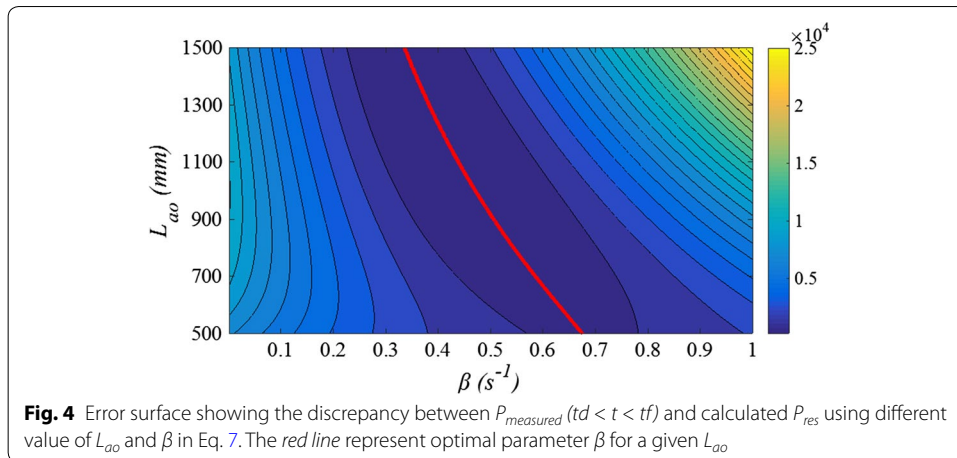 ×10⁴
1500
1300
1100
900
700
500
L_ao (mm)
2.5
2
1.5
1
0.5
0.1 0.2 0.3 0.4 0.5 0.6 0.7 0.8 0.9 1
β (s⁻¹)
Fig. 4 Error surface showing the discrepancy between P_measured (td < t < tf) and calculated P_res using different
value of L_ao and β in Eq. 7. The red line represent optimal parameter β for a given L_ao